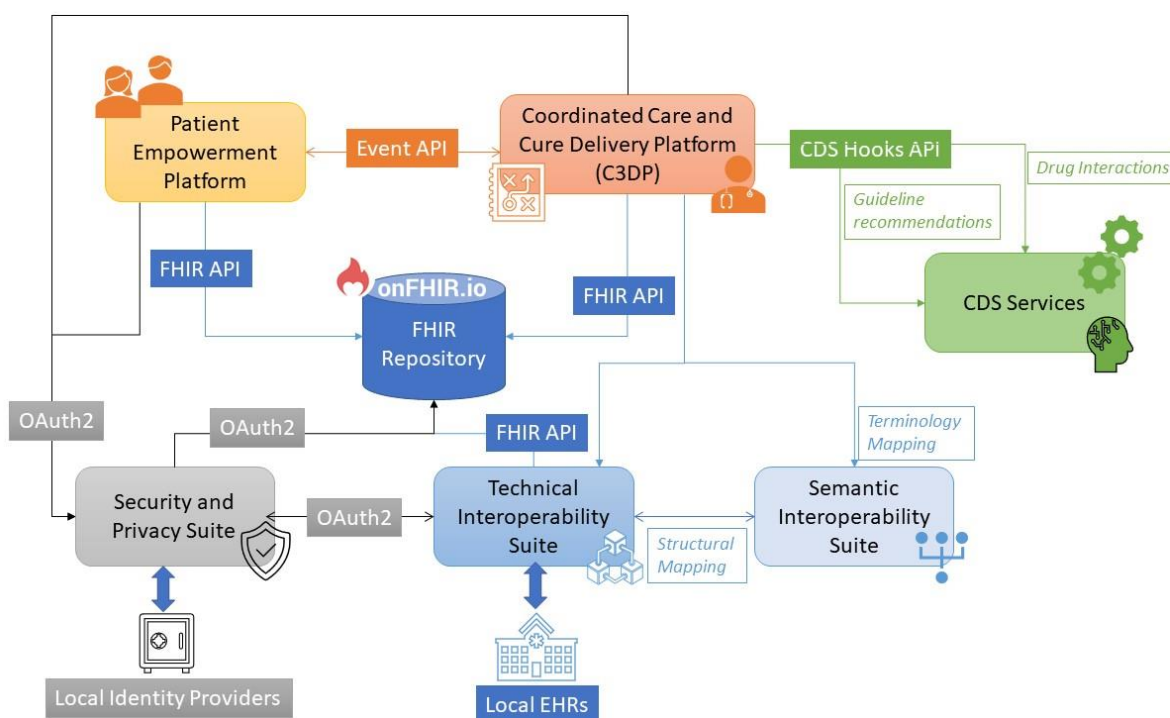 Patient
Empowerment
Platform
Event API
Coordinated Care and
Cure Delivery Platform
(C3DP)
CDS Hooks API
Drug Interactions
Guideline
recommendations
FHIR API
onFHIR.io
FHIR
Repository
FHIR API
CDS Services
OAuth2
OAuth2
FHIR API
Terminology
Mapping
Security and
Privacy Suite
OAuth2
Technical
Interoperability
Suite
Structural
Mapping
Semantic
Interoperability
Suite
Local Identity Providers
Local EHRs